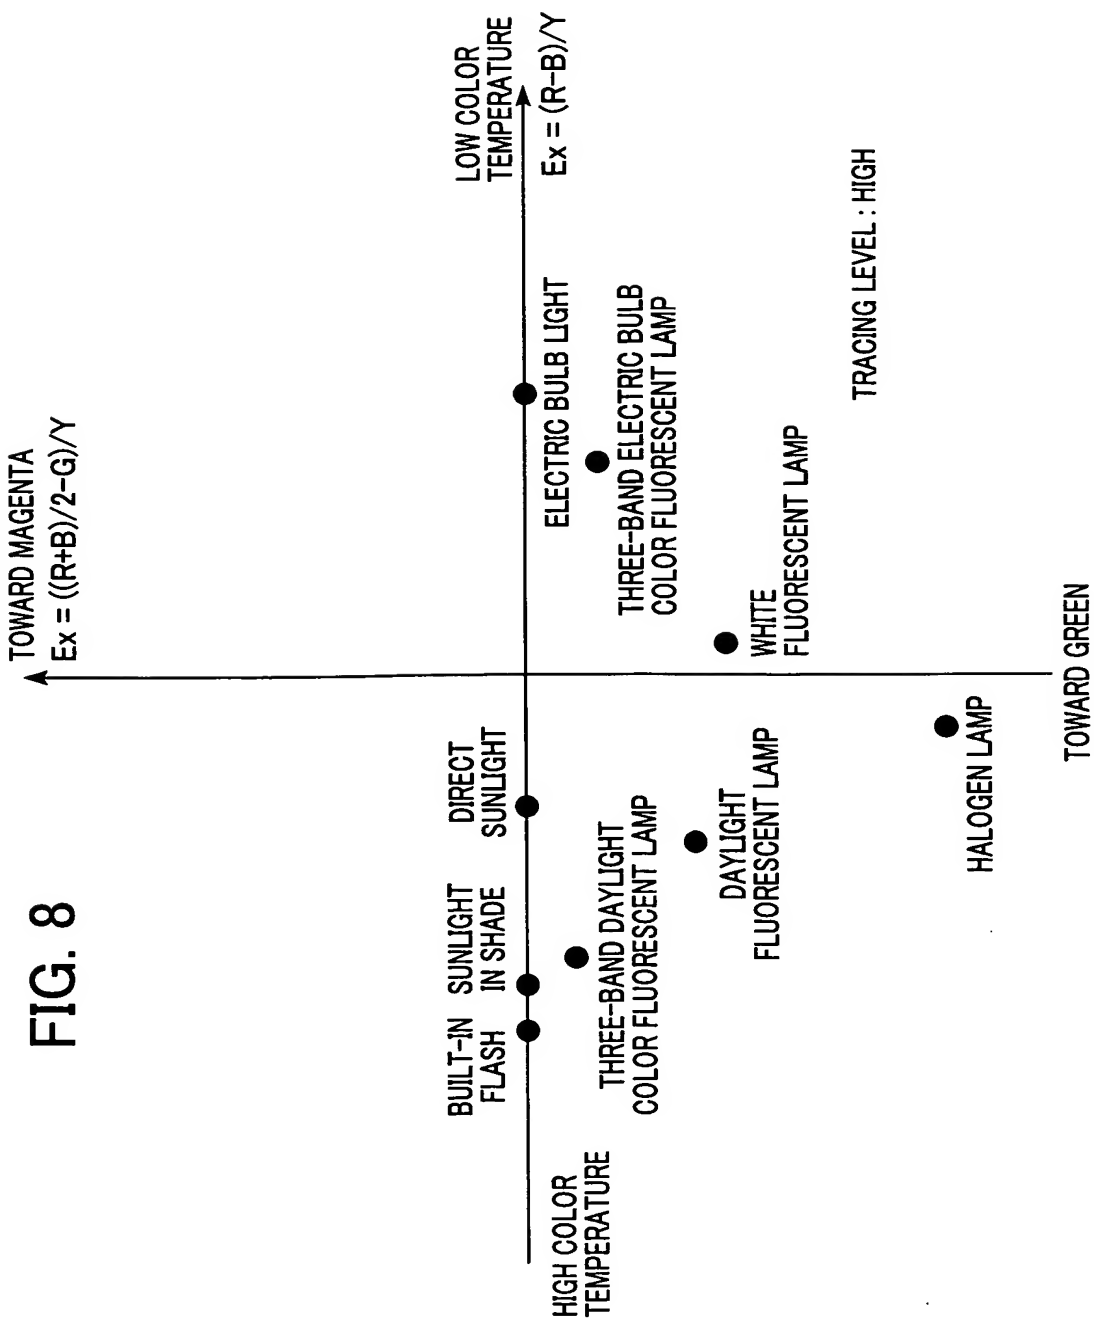 FIG. 8
TOWARD MAGENTA
Ex = ((R+B)/2-G)/Y
BUILT-IN
FLASH
SUNLIGHT
IN SHADE
DIRECT
SUNLIGHT
LOW COLOR
TEMPERATURE
Ex = (R-B)/Y
HIGH COLOR
TEMPERATURE
ELECTRIC BULB LIGHT
THREE-BAND DAYLIGHT
COLOR FLUORESCENT LAMP
THREE-BAND ELECTRIC BULB
COLOR FLUORESCENT LAMP
DAYLIGHT
FLUORESCENT LAMP
WHITE
FLUORESCENT LAMP
TRACING LEVEL : HIGH
HALOGEN LAMP
TOWARD GREEN